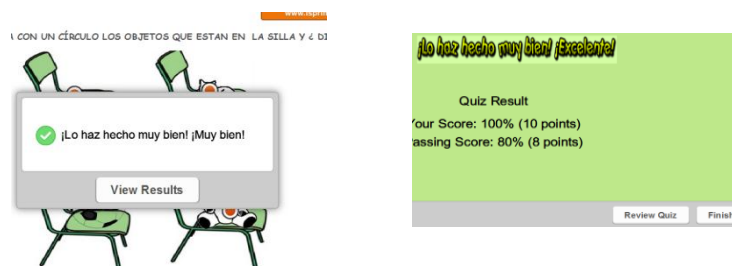 CON UN CÍRCULO LOS OBJETOS QUE ESTAN EN LA SILLA Y ¿
¡Lo haz hecho muy bien! ¡Muy bien!
View Results
¡Lo haz hecho muy bien! ¡Excelente!
Quiz Result
Your Score: 100% (10 points)
Passing Score: 80% (8 points)
Review Quiz
Finish